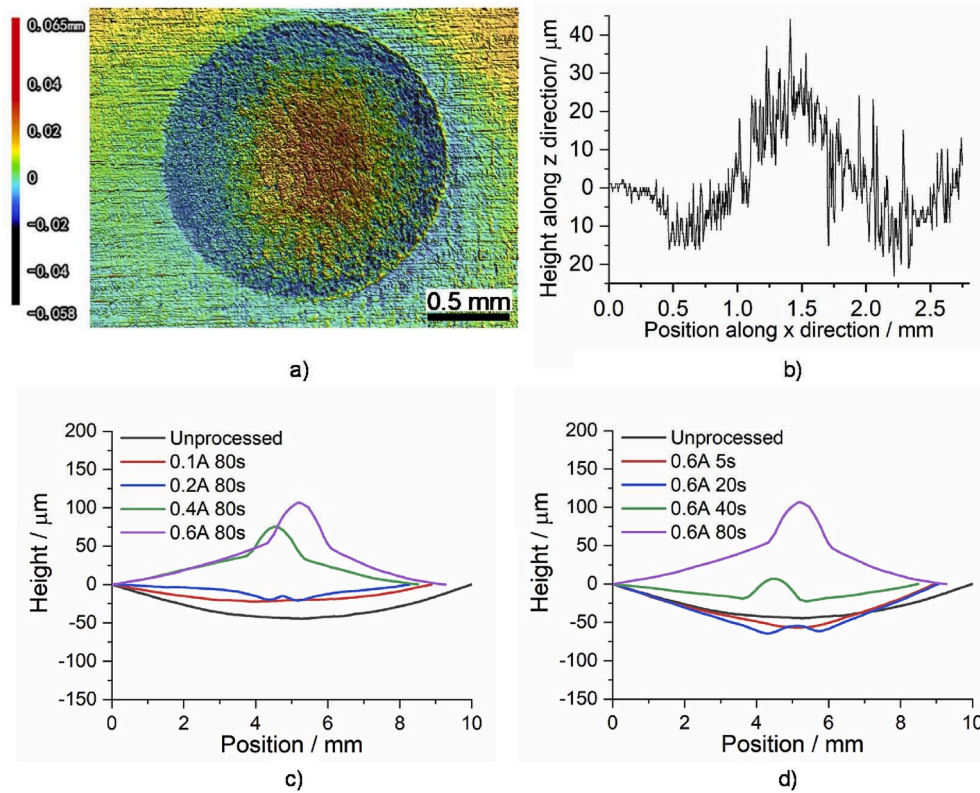 0.065mm
0.04
0.02
0
-0.02
-0.04
-0.058
0.5 mm
a)
Height along z direction/ μm
40
30
20
10
0
10
20
0.0 0.5 1.0 1.5 2.0 2.5
Position along x direction / mm
b)
Height / μm
200
150
100
50
0
-50
-100
-150
Unprocessed
0.1A 80s
0.2A 80s
0.4A 80s
0.6A 80s
0 2 4 6 8 10
Position / mm
c)
Height / μm
200
150
100
50
0
-50
-100
-150
Unprocessed
0.6A 5s
0.6A 20s
0.6A 40s
0.6A 80s
0 2 4 6 8 10
Position / mm
d)